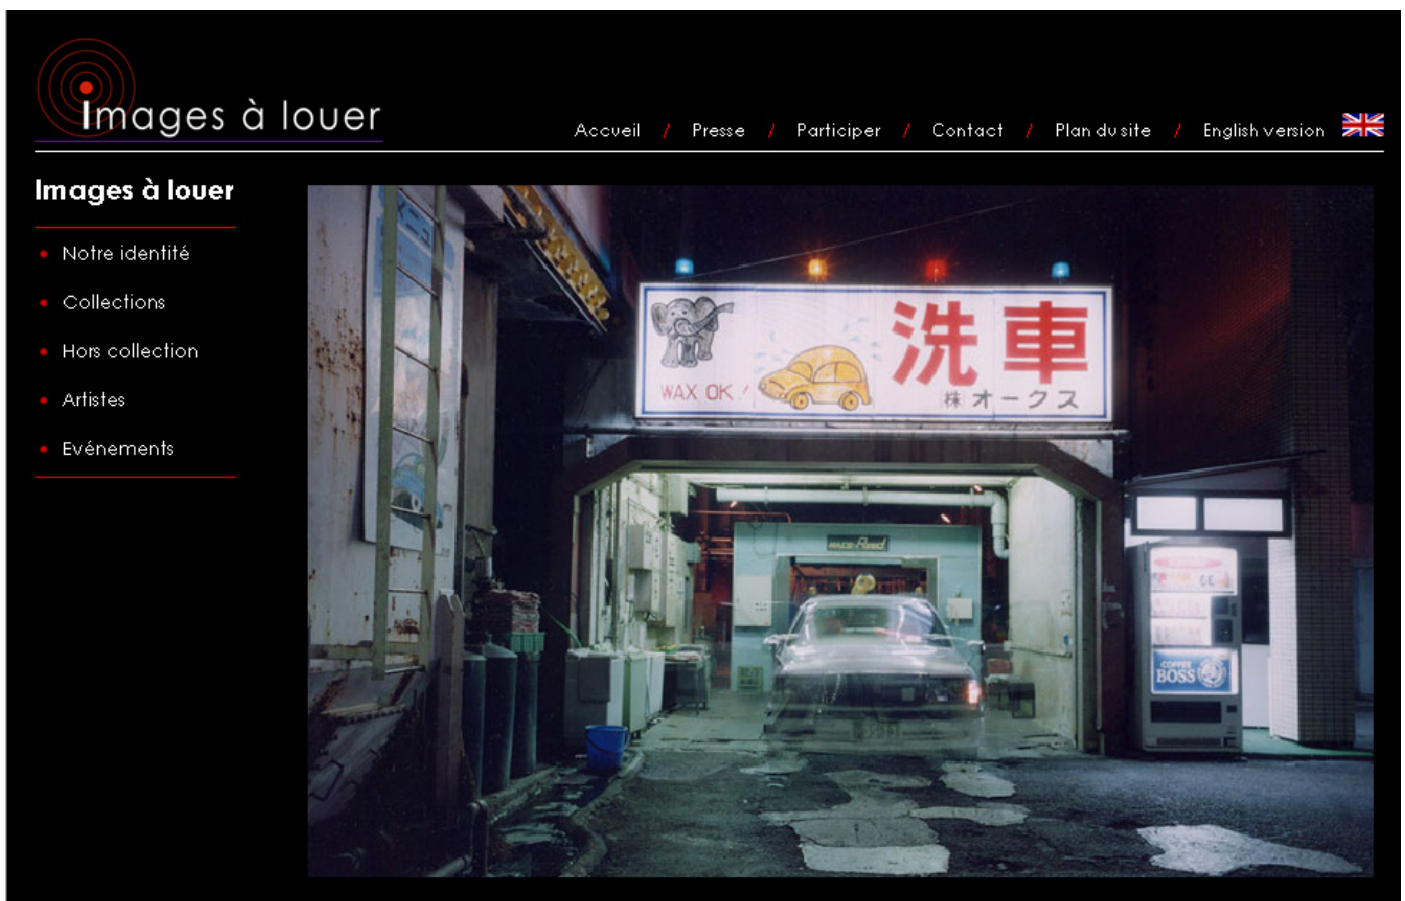 Images à louer
Accueil / Presse / Participer / Contact / Plan du site / English version
Images à louer
Notre identité
Collections
Hors collection
Artistes
Evénements
WAX OK!
洗車
株オークス
COFFEE
BOSS